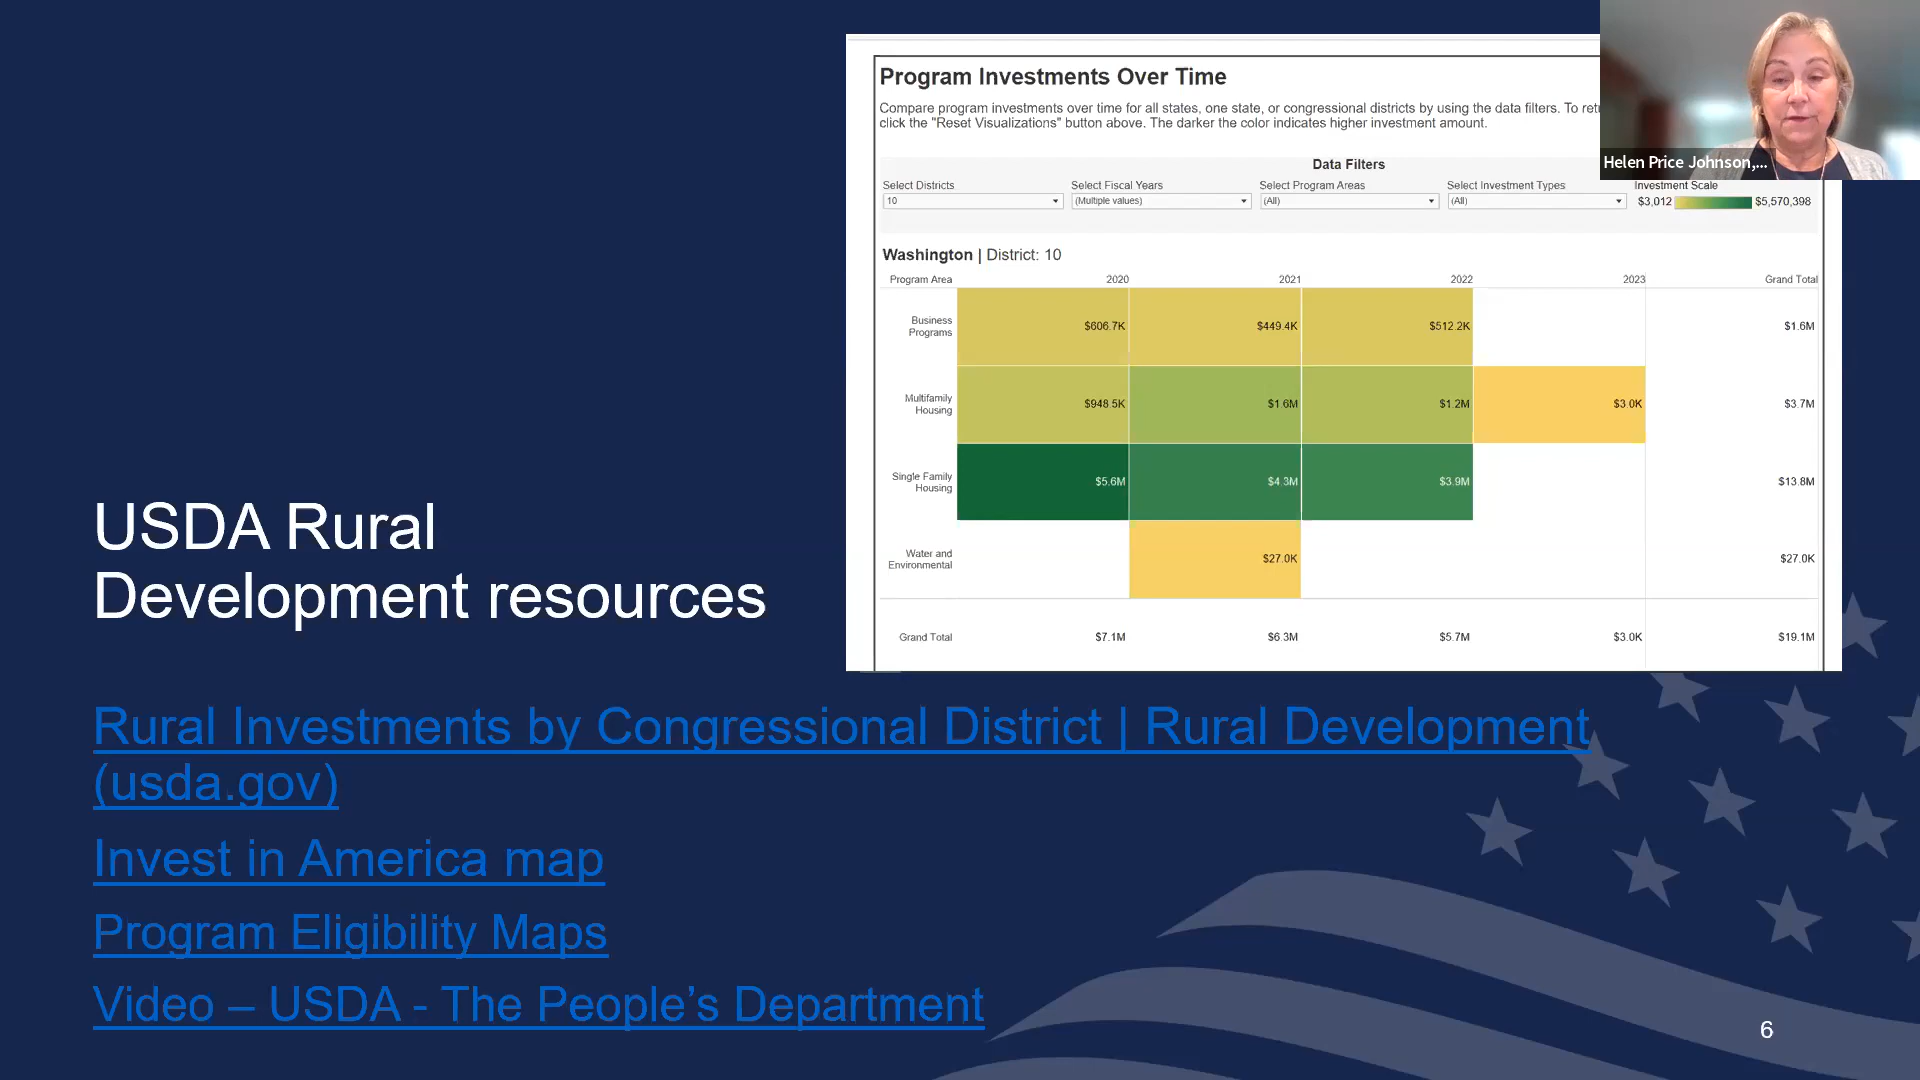 Program Investments Over Time
Compare program investments over time for all states, one state, or congressional districts by using the data filters. To
click the "Reset Visualizations" button above. The darker the color indicates higher investment amount.
Helen Price Johnson,...
Data Filters
Select Districts
Select Fiscal Years
Select Program Areas
Select Investment Types
Investment Scale
10
(Multiple values)
(All)
(All)
$3,012
$5,570,398
Washington | District: 10
Program Area 2020 2021 2022 2023 Grand Total
Business
Programs
$606.7K $449.4K $512.2K $1.6M
Multifamily
Housing
$948.5K $1.6M $1.2M $3.0K $3.7M
Single Family
Housing
$5.6M $4.3M $3.9M $13.8M
Water and
Environmental
$27.0K $27.0K
Grand Total $7.1M $6.3M $5.7M $3.0K $19.1M
USDA Rural
Development resources
Rural Investments by Congressional District | Rural Development
(usda.gov)
Invest in America map
Program Eligibility Maps
Video – USDA - The People’s Department
6